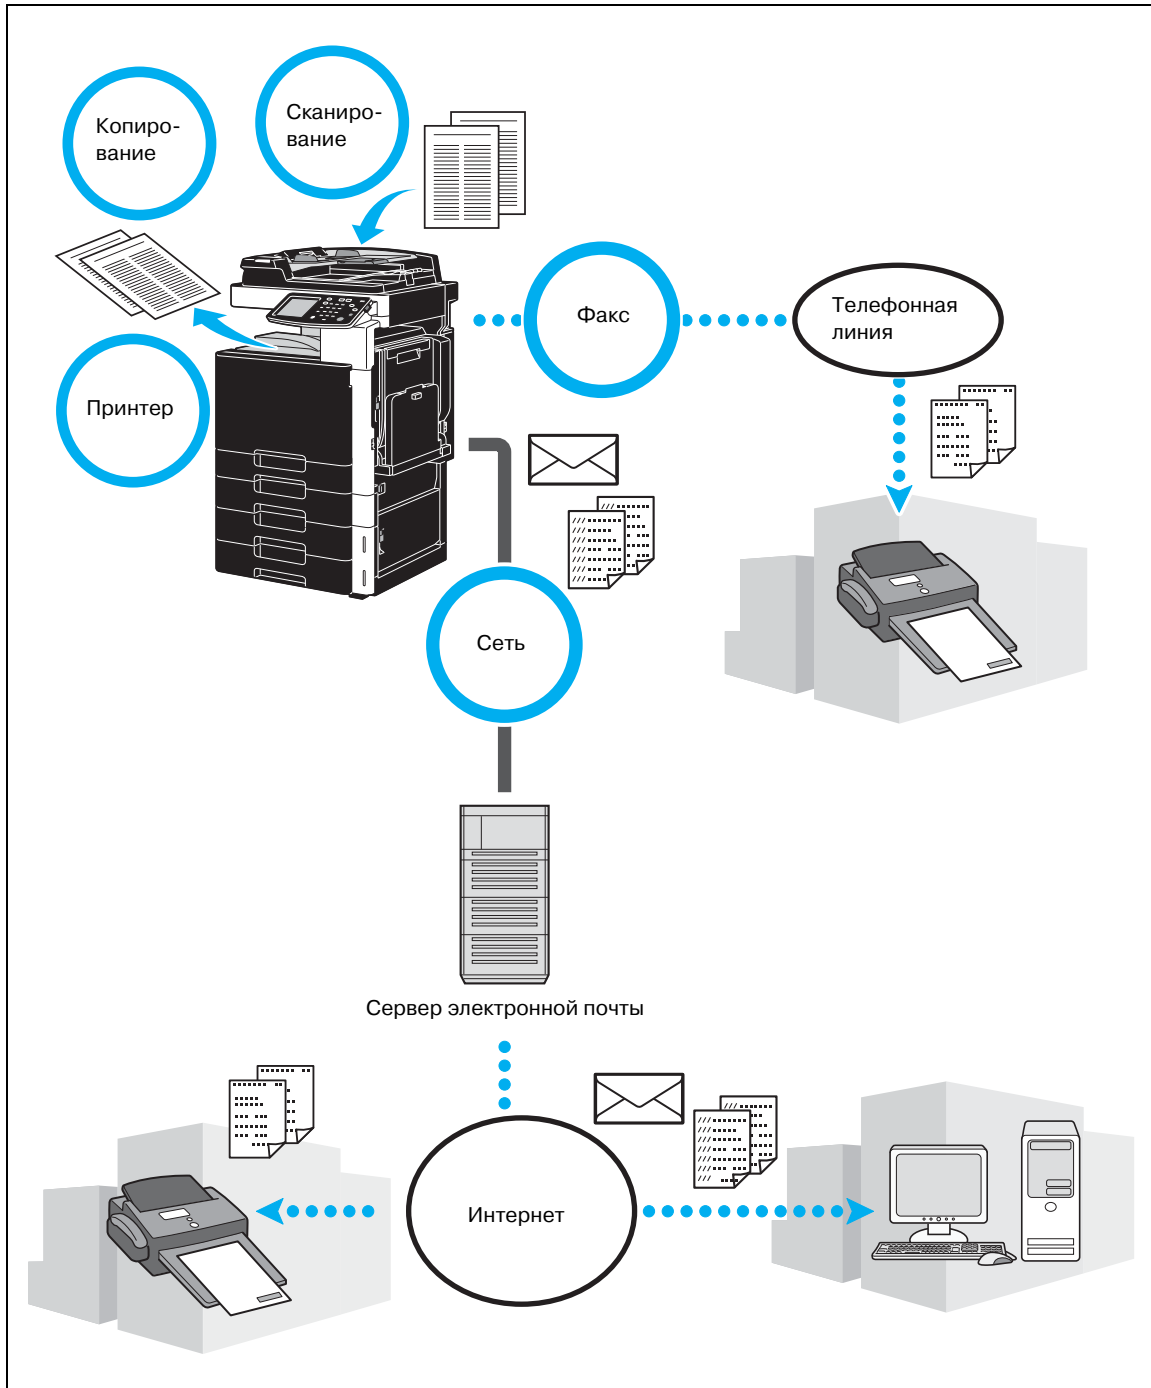 Копиро-
вание
Сканиро-
вание
Факс
Телефонная
линия
Принтер
Сеть
Сервер электронной почты
Интернет